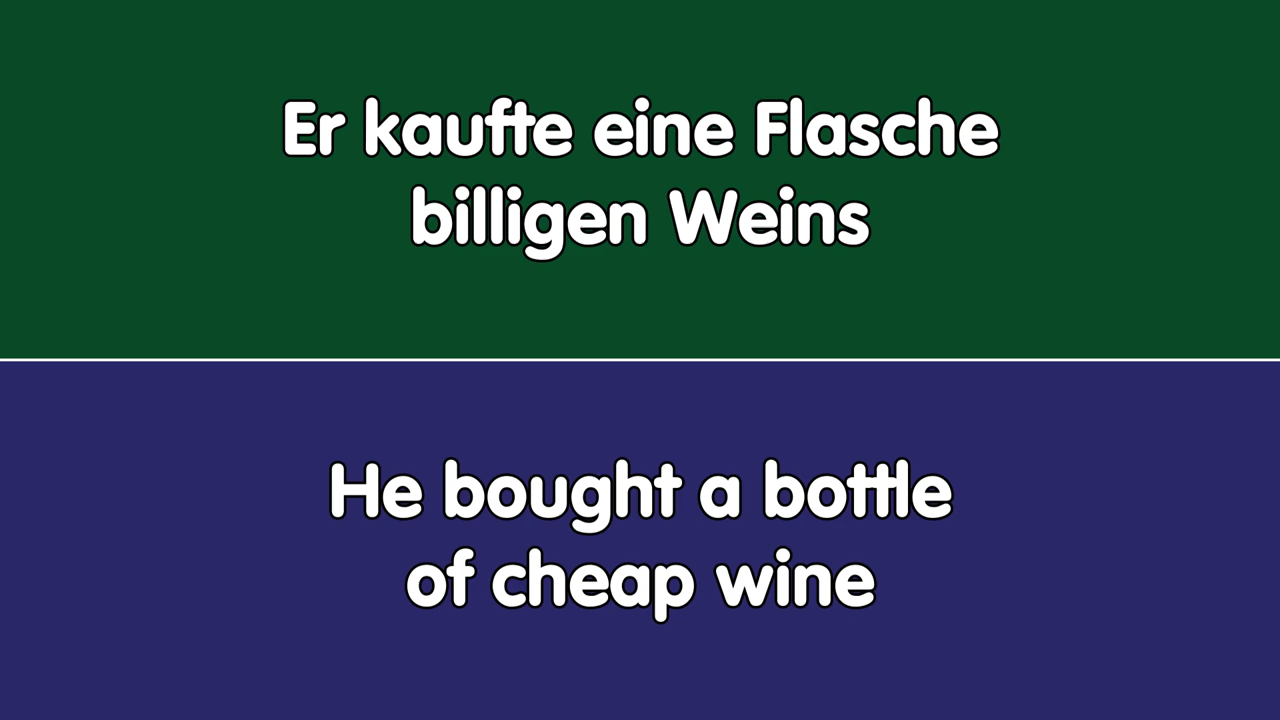 Er kaufte eine Flasche
billigen Weins
He bought a bottle
of cheap wine